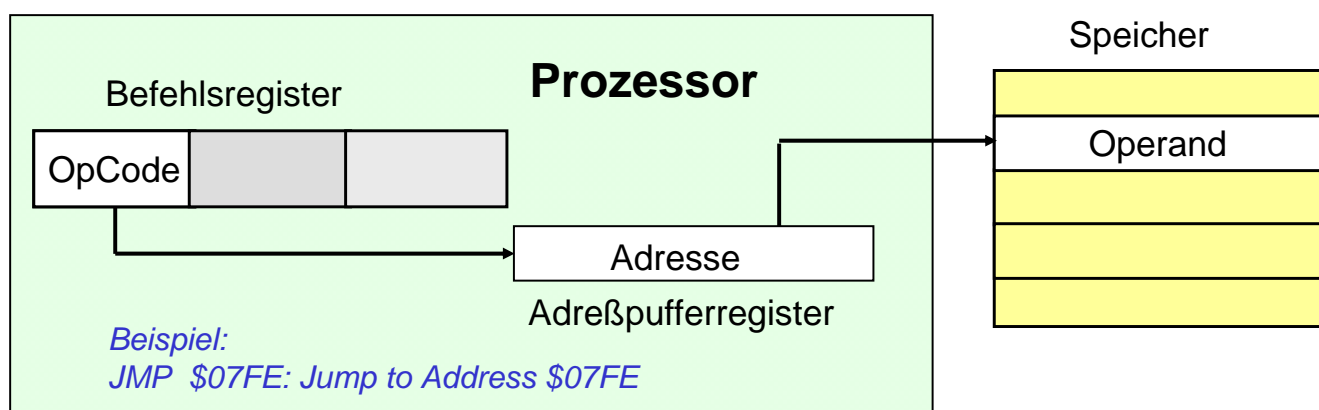 Speicher
Prozessor
Befehlsregister
OpCode
Operand
Adresse
Adreßpufferregister
Beispiel:
JMP $07FE: Jump to Address $07FE